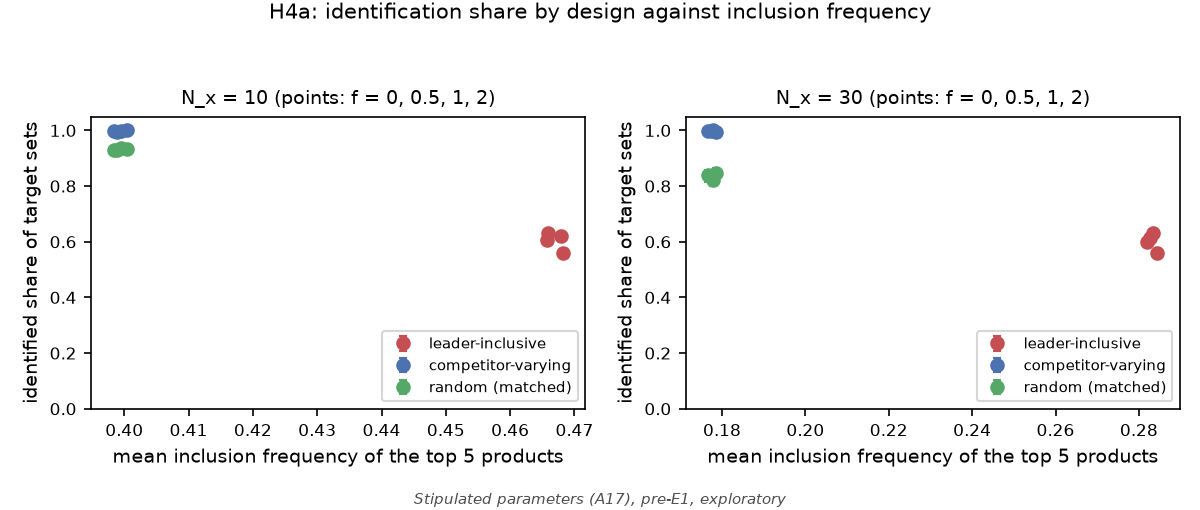 H4a: identification share by design against inclusion frequency
N_x = 10 (points: f = 0, 0.5, 1, 2)
identified share of target sets
1.0
0.8
0.6
0.4
0.2
0.0
leader-inclusive
competitor-varying
random (matched)
0.40 0.41 0.42 0.43 0.44 0.45 0.46 0.47
mean inclusion frequency of the top 5 products
N_x = 30 (points: f = 0, 0.5, 1, 2)
identified share of target sets
1.0
0.8
0.6
0.4
0.2
0.0
leader-inclusive
competitor-varying
random (matched)
0.18 0.20 0.22 0.24 0.26 0.28
mean inclusion frequency of the top 5 products
Stipulated parameters (A17), pre-E1, exploratory